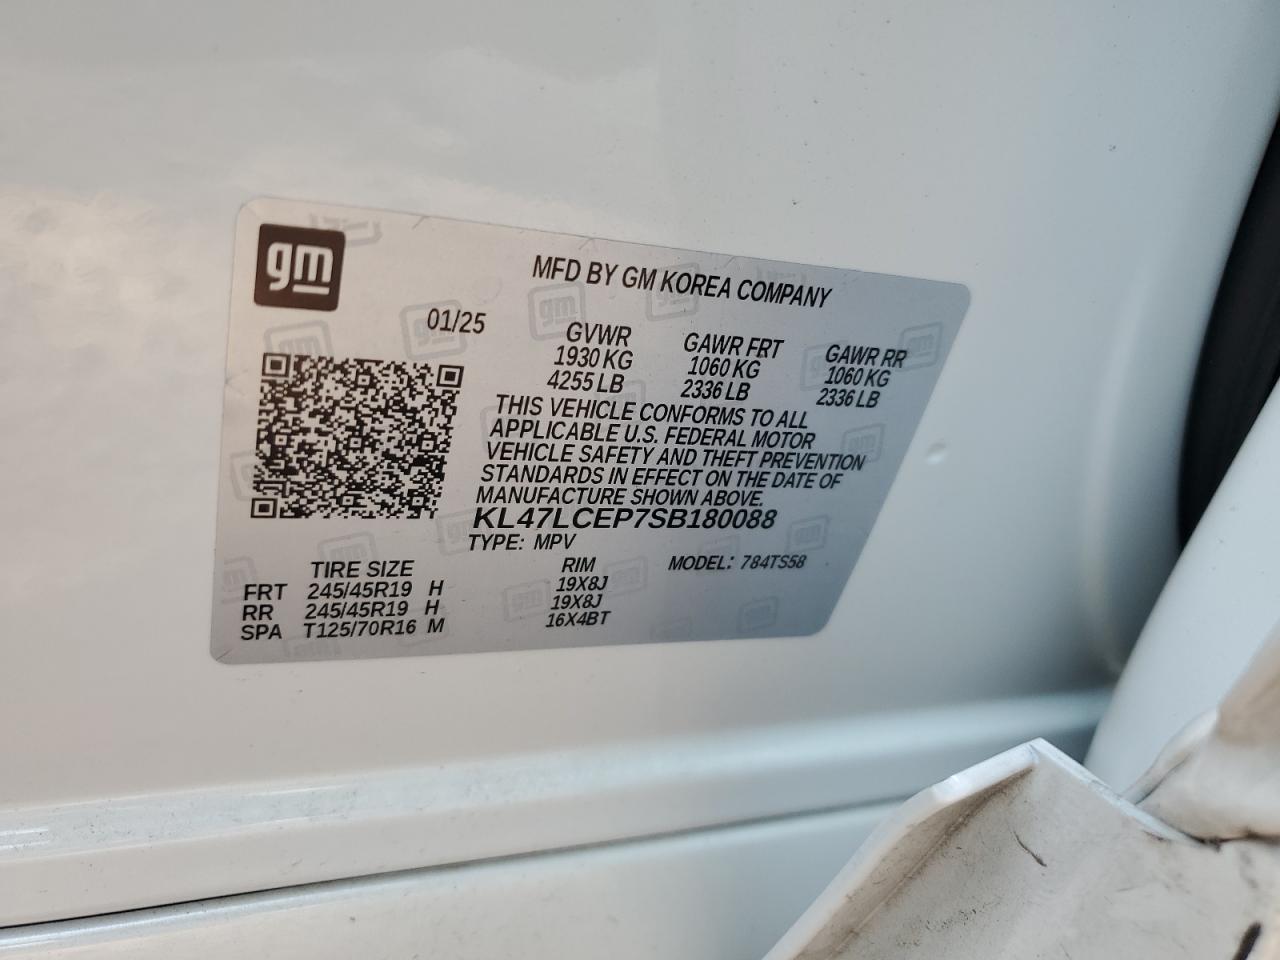 gm
MFD BY GM KOREA COMPANY
01/25
GVWR GAWR FRT GAWR RR
1930 KG 1060 KG 1060 KG
4255 LB 2336 LB 2336 LB
THIS VEHICLE CONFORMS TO ALL
APPLICABLE U.S. FEDERAL MOTOR
VEHICLE SAFETY AND THEFT PREVENTION
STANDARDS IN EFFECT ON THE DATE OF
MANUFACTURE SHOWN ABOVE.
KL47LCEP7SB180088
TYPE: MPV
TIRE SIZE RIM MODEL: 784TS58
FRT 245/45R19 H 19X8J
RR 245/45R19 H 19X8J
SPA T125/70R16 M 16X4BT